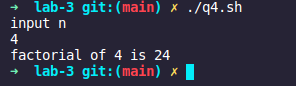 → lab-3 git:(main) ✗ ./q4.sh
input n
4
factorial of 4 is 24
→ lab-3 git:(main) ✗